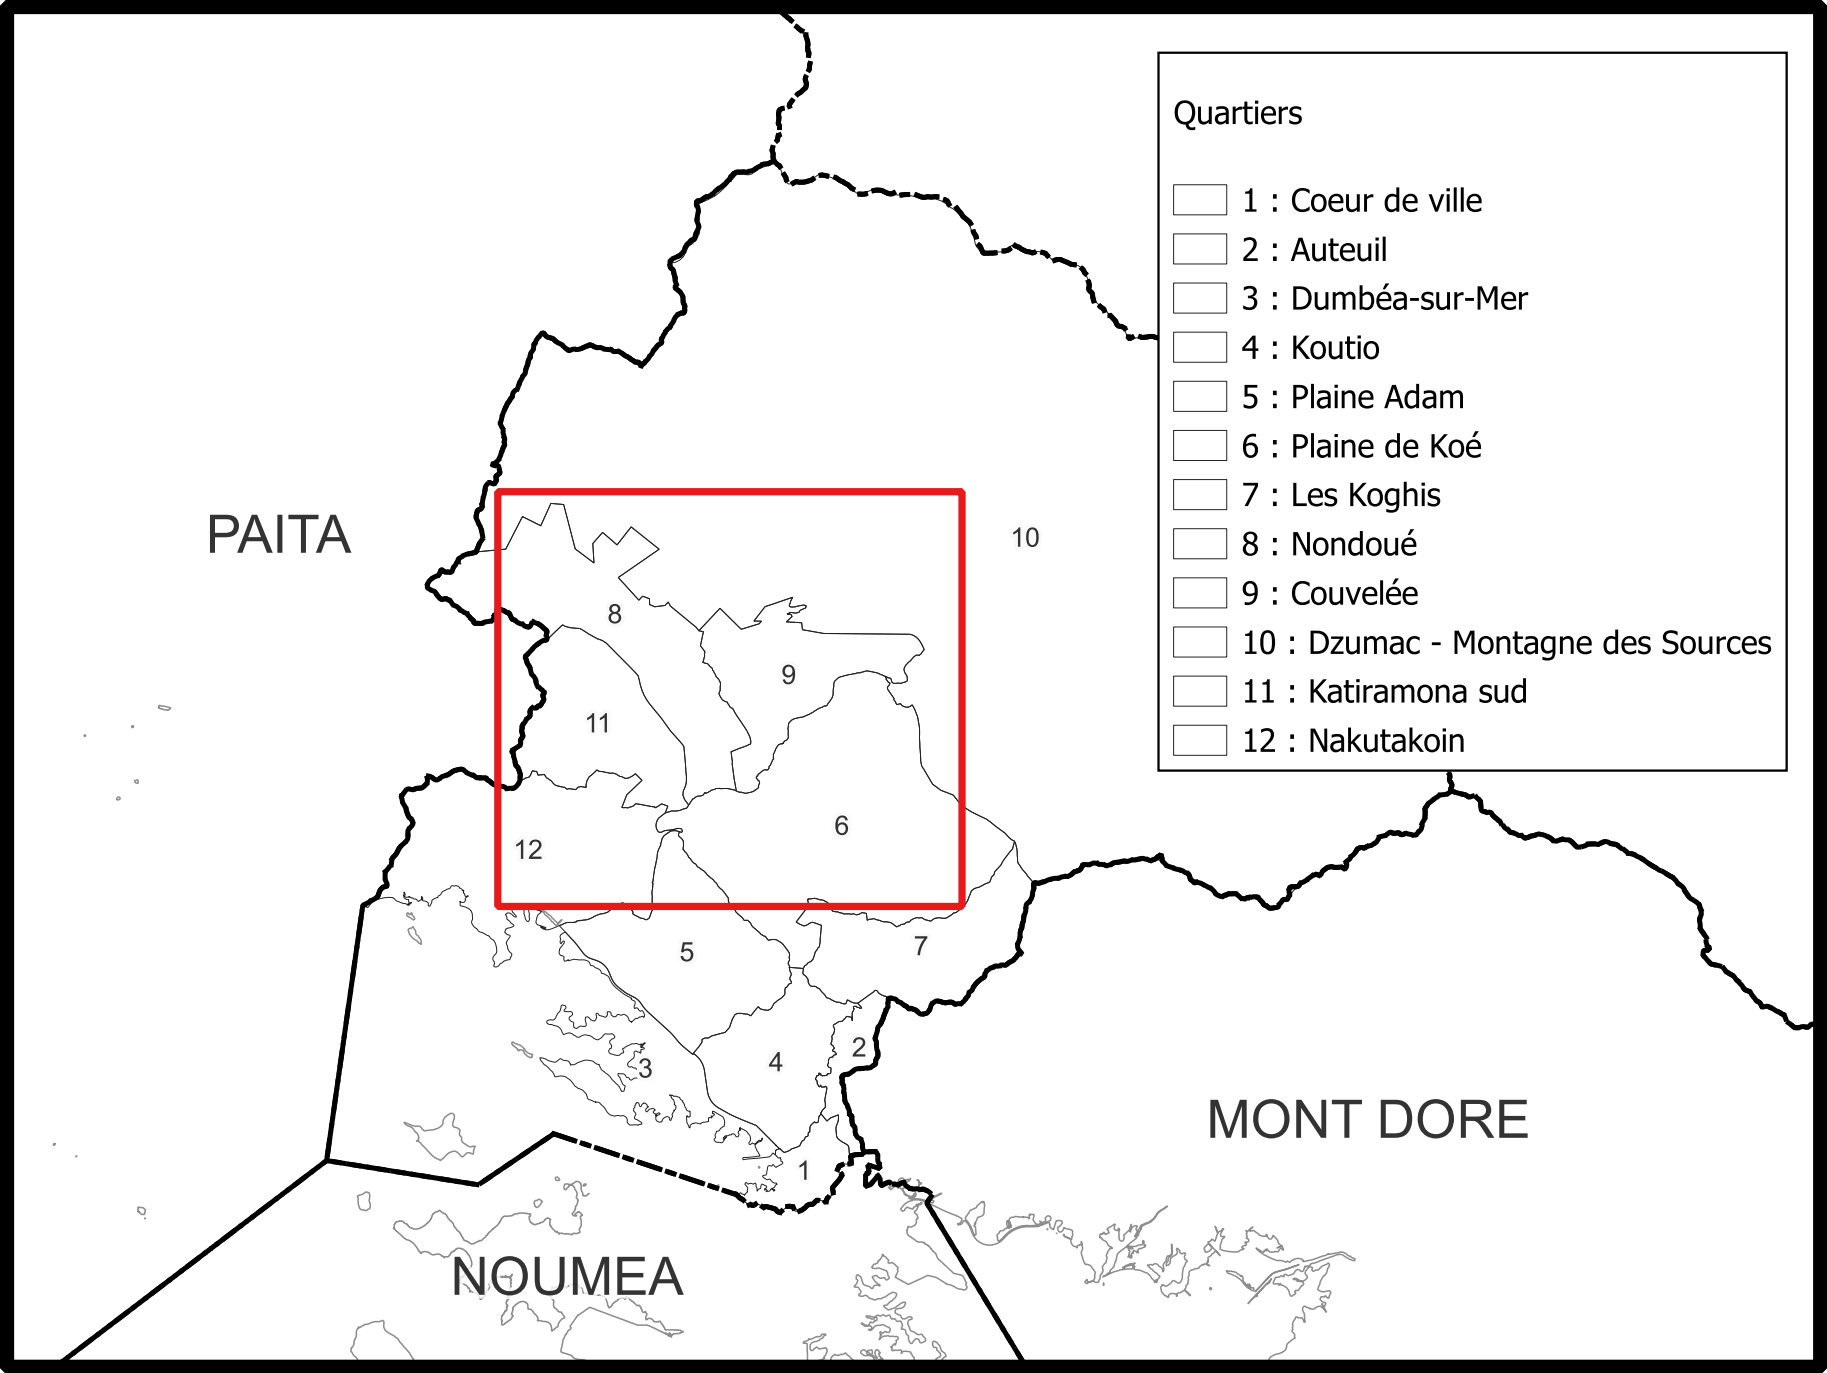 Quartiers
1 : Coeur de ville
2 : Auteuil
3 : Dumbéa-sur-Mer
4 : Koutio
5 : Plaine Adam
6 : Plaine de Koé
7 : Les Koghis
8 : Nondoué
9 : Couvelée
10 : Dzumac - Montagne des Sources
11 : Katiramona sud
12 : Nakutakoin
PAITA
10
8
9
11
6
12
7
5
2
4
3
MONT DORE
1
NOUMEA